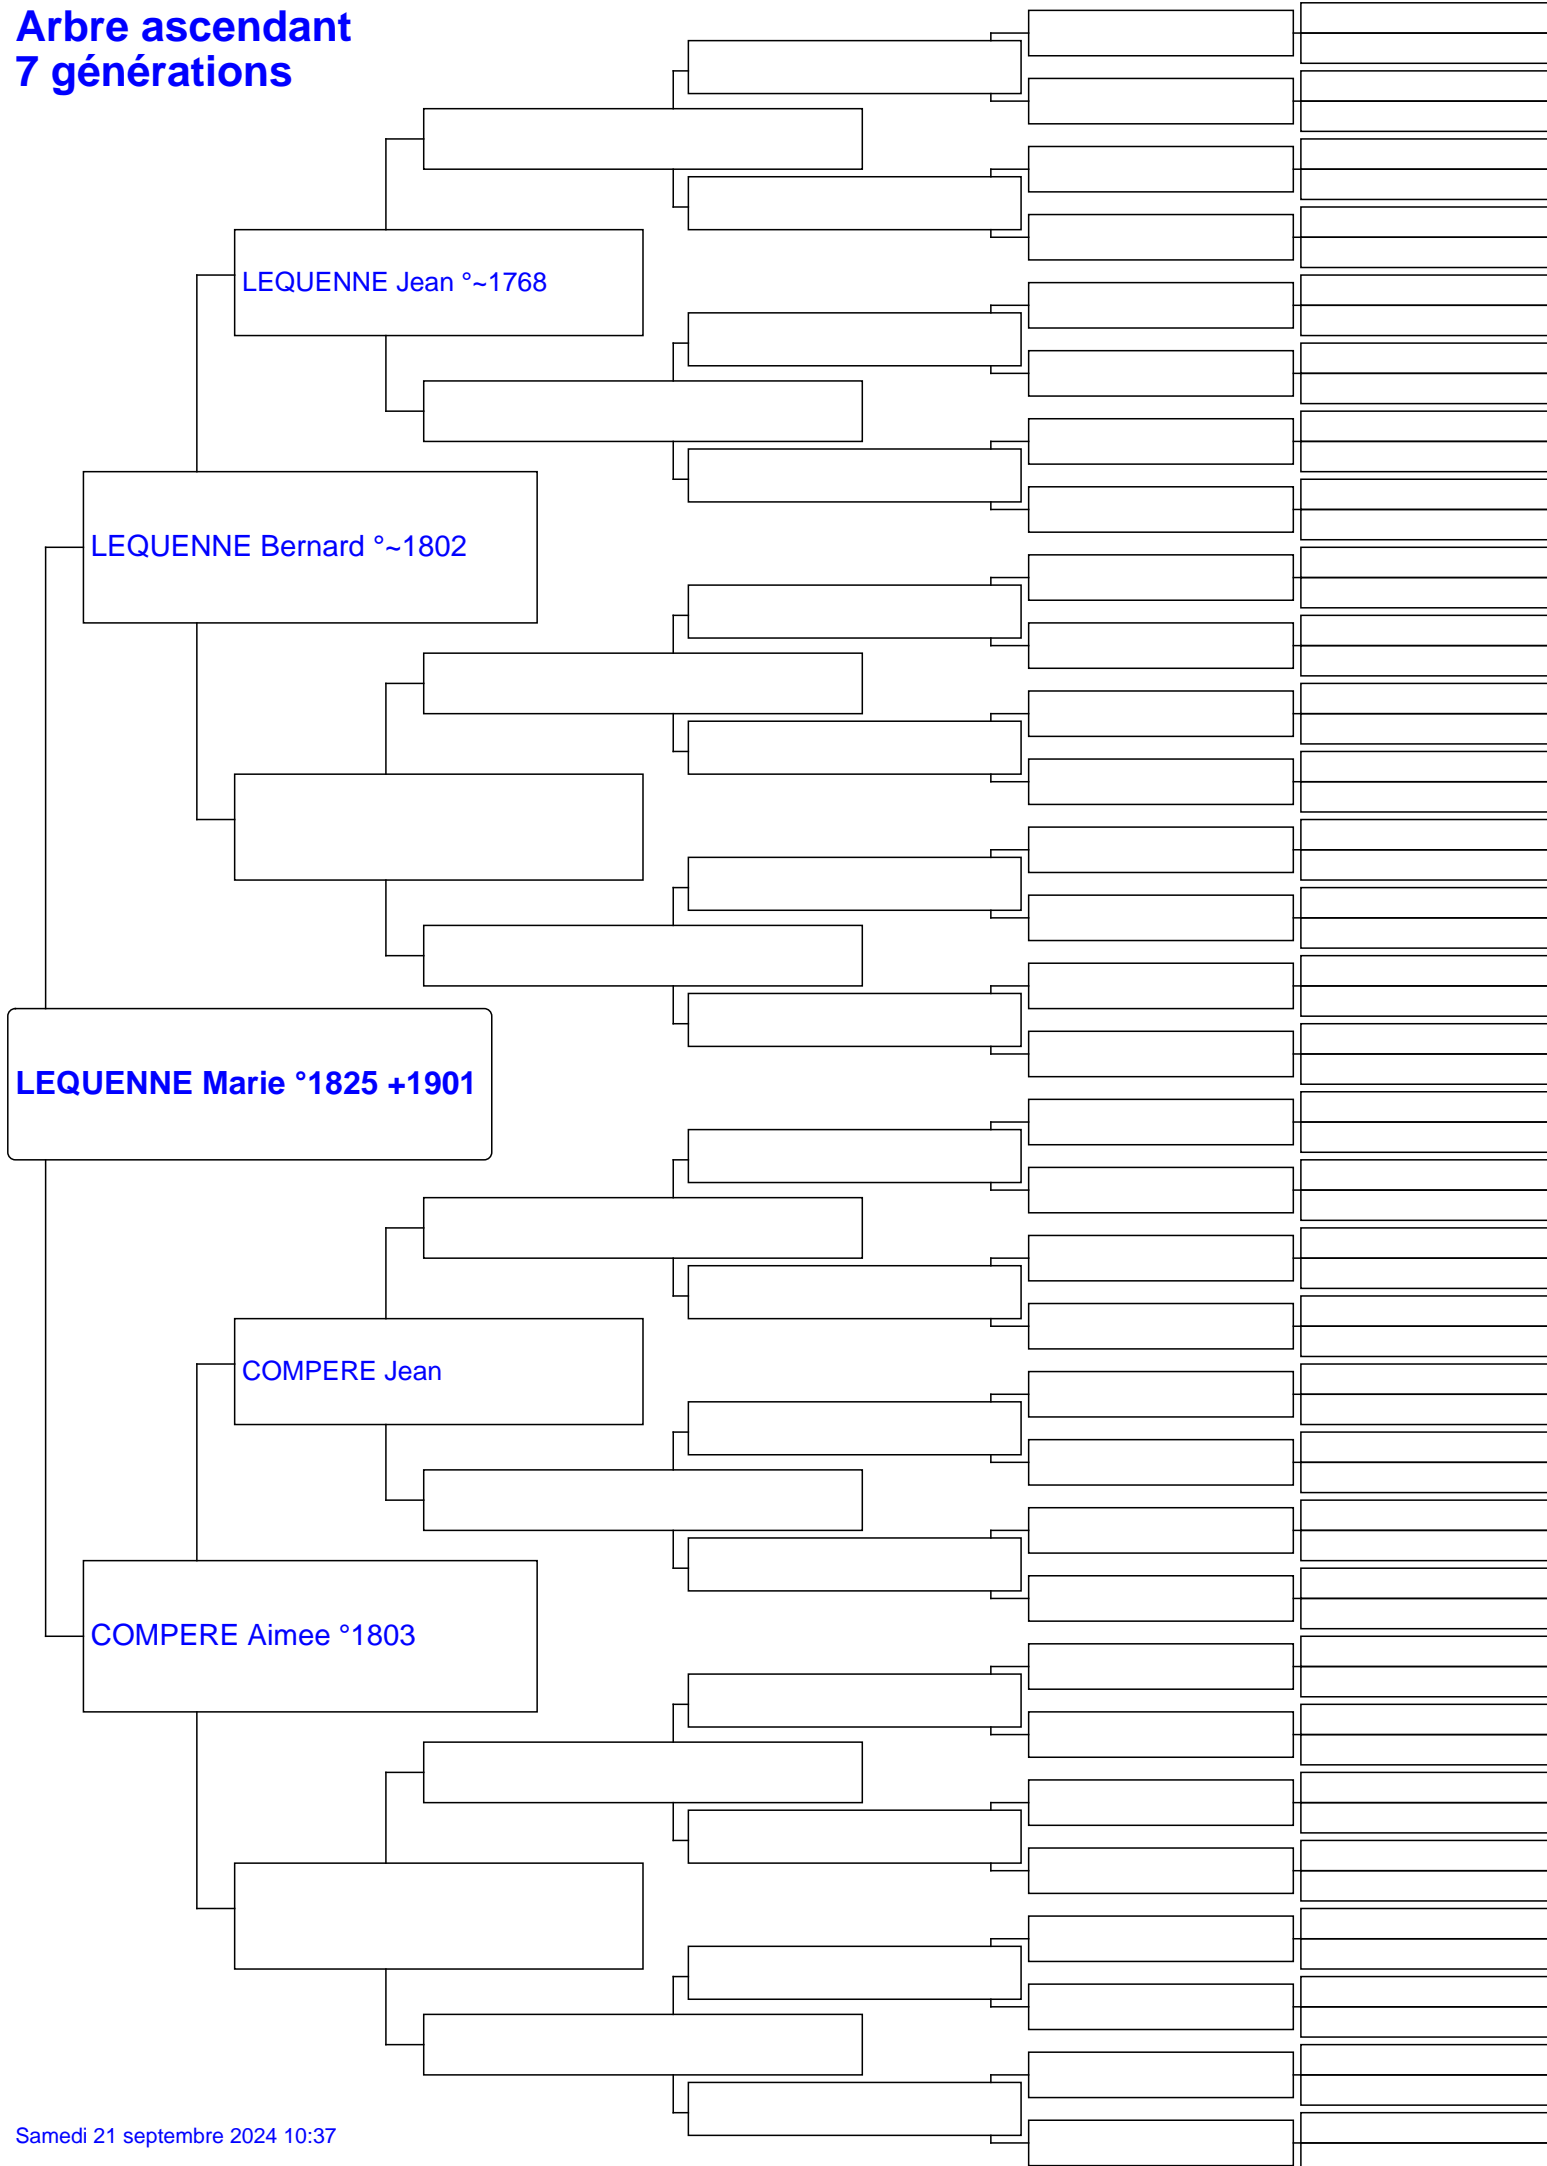 Arbre ascendant
7 générations
LEQUENNE Jean °~1768
LEQUENNE Bernard °~1802
LEQUENNE Marie °1825 +1901
COMPERE Jean
COMPERE Aimee °1803
Samedi 21 septembre 2024 10:37